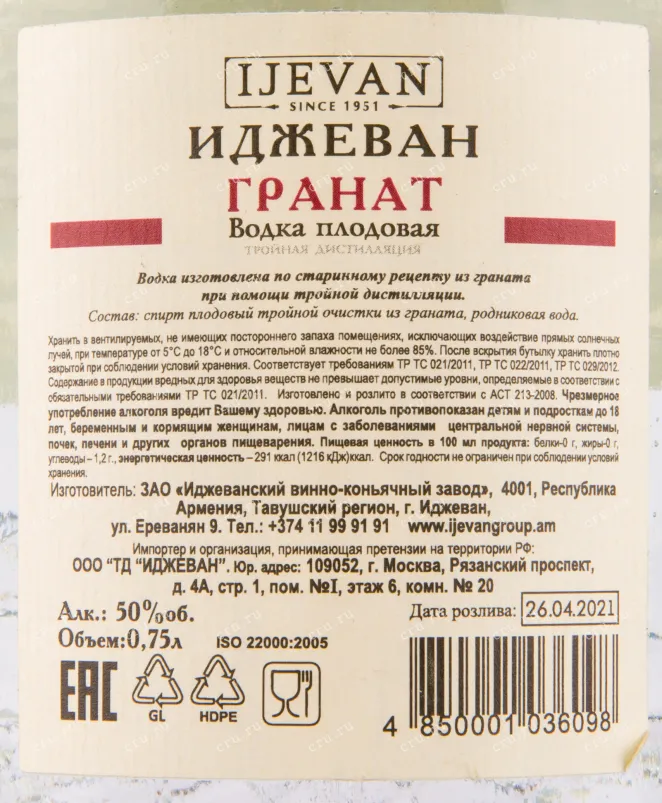 IJEVAN
SINCE 1951
ИДЖЕВАН
ГРАНАТ
Водка плодовая
ТРОЙНАЯ ДИСТИЛЛЯЦИЯ
Водка изготовлена по старинному рецепту из граната
при помощи тройной дистилляции.
Состав: спирт плодовый тройной очистки из граната, родниковая вода.
Хранить в вентилируемых, не имеющих постороннего запаха помещениях, исключающих воздействие прямых солнечных
лучей, при температуре от 5°C до 18°C и относительной влажности не более 85%. После вскрытия бутылку хранить плотно
закрытой при соблюдении условий хранения. Соответствует требованиям ТР ТС 021/2011, ТР ТС 022/2011, ТР ТС 029/2012.
Содержание в продукции вредных для здоровья веществ не превышает допустимые уровни, определяемые в соответствии с
обязательными требованиями ТР ТС 021/2011. Изготовлено и розлито в соответствии с АСТ 213-2008. Чрезмерное
употребление алкоголя вредит Вашему здоровью. Алкоголь противопоказан детям и подросткам до 18
лет, беременным и кормящим женщинам, лицам с заболеваниями центральной нервной системы,
почек, печени и других органов пищеварения. Пищевая ценность в 100 мл продукта: белки-0 г, жиры-0 г,
углеводы – 1,2 г., энергетическая ценность – 291 ккал (1216 кДж)ккал. Срок годности не ограничен при соблюдении условий
хранения.
Изготовитель: ЗАО «Иджеванский винно-коньячный завод», 4001, Республика
Армения, Тавушский регион, г. Иджеван,
ул. Ереванян 9. Тел.: +374 11 99 91 91 www.ijevangroup.am
Импортер и организация, принимающая претензии на территории РФ:
ООО "ТД "ИДЖЕВАН". Юр. адрес: 109052, г. Москва, Рязанский проспект,
д. 4А, стр. 1, пом. №I, этаж 6, комн. № 20
Алк.: 50%об.
Дата розлива: 26.04.2021
Объем:0,75л ISO 22000:2005
EAC
GL HDPE
4 850001 036098